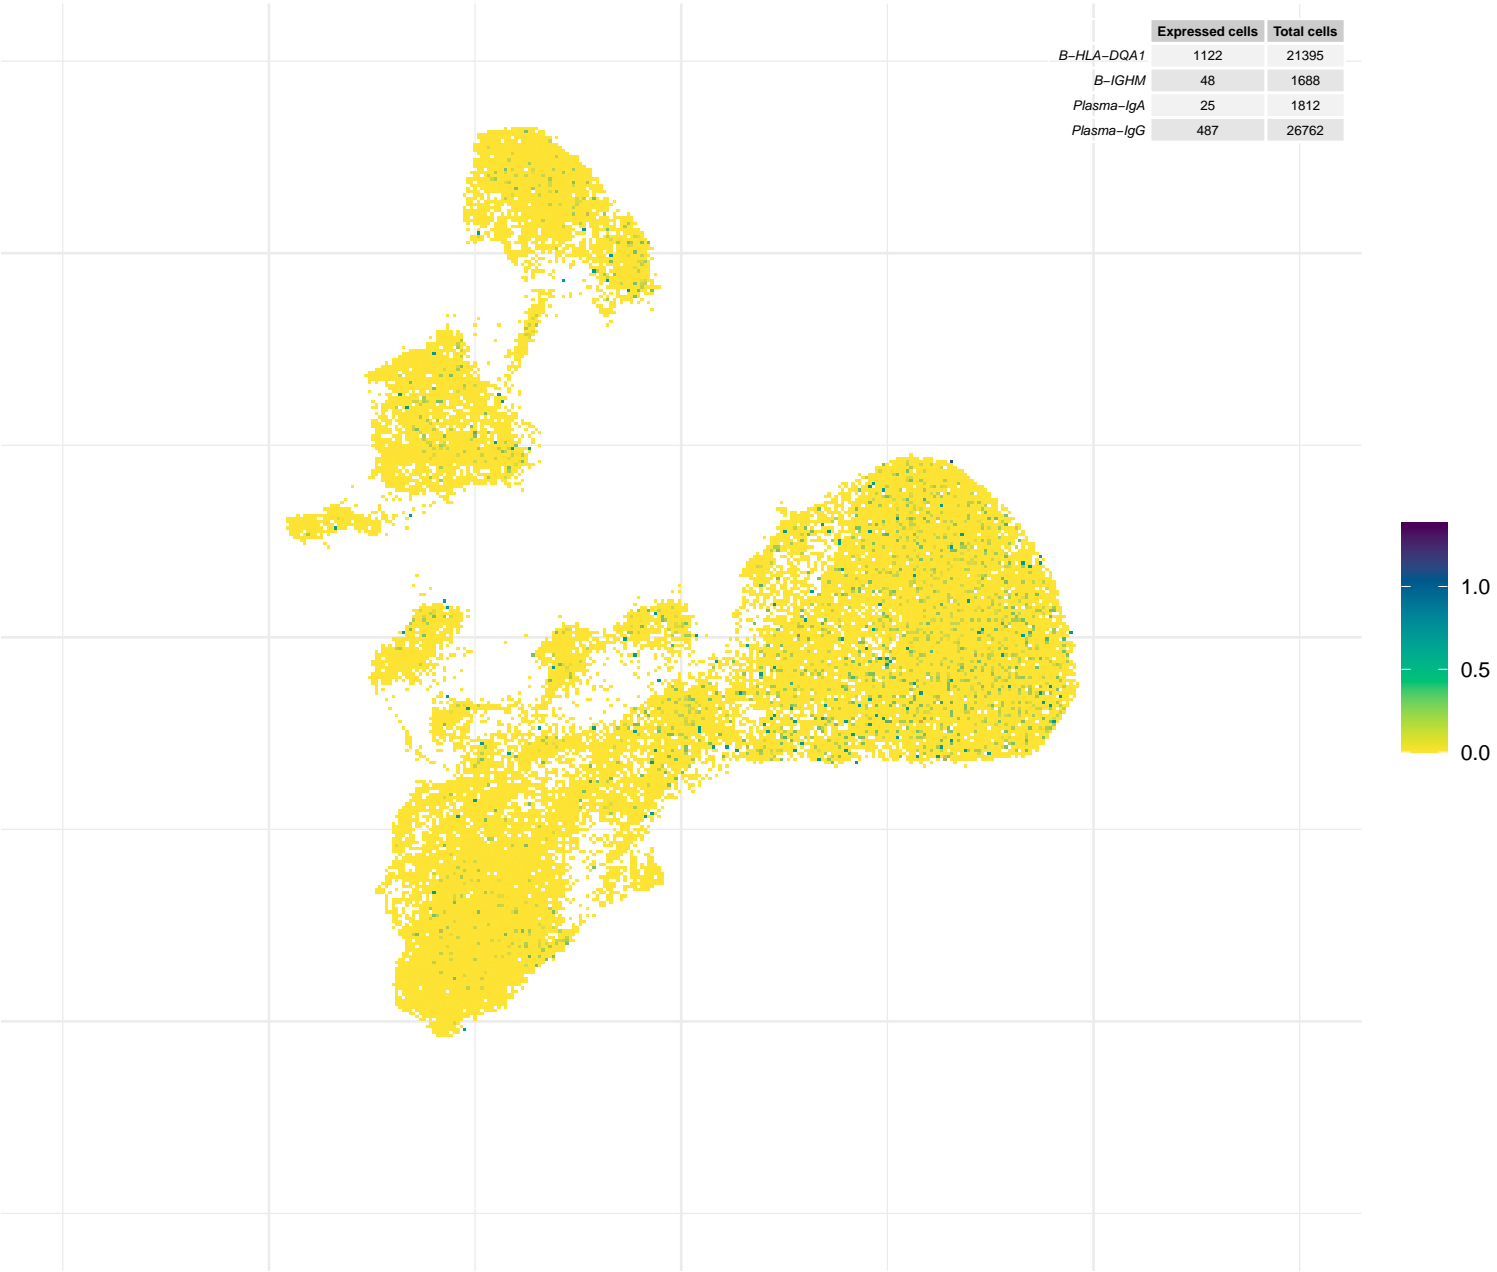 Expressed cells Total cells
B−HLA−DQA1 1122 21395
B−IGHM 48 1688
Plasma−IgA 25 1812
Plasma−IgG 487 26762
1.0
0.5
0.0